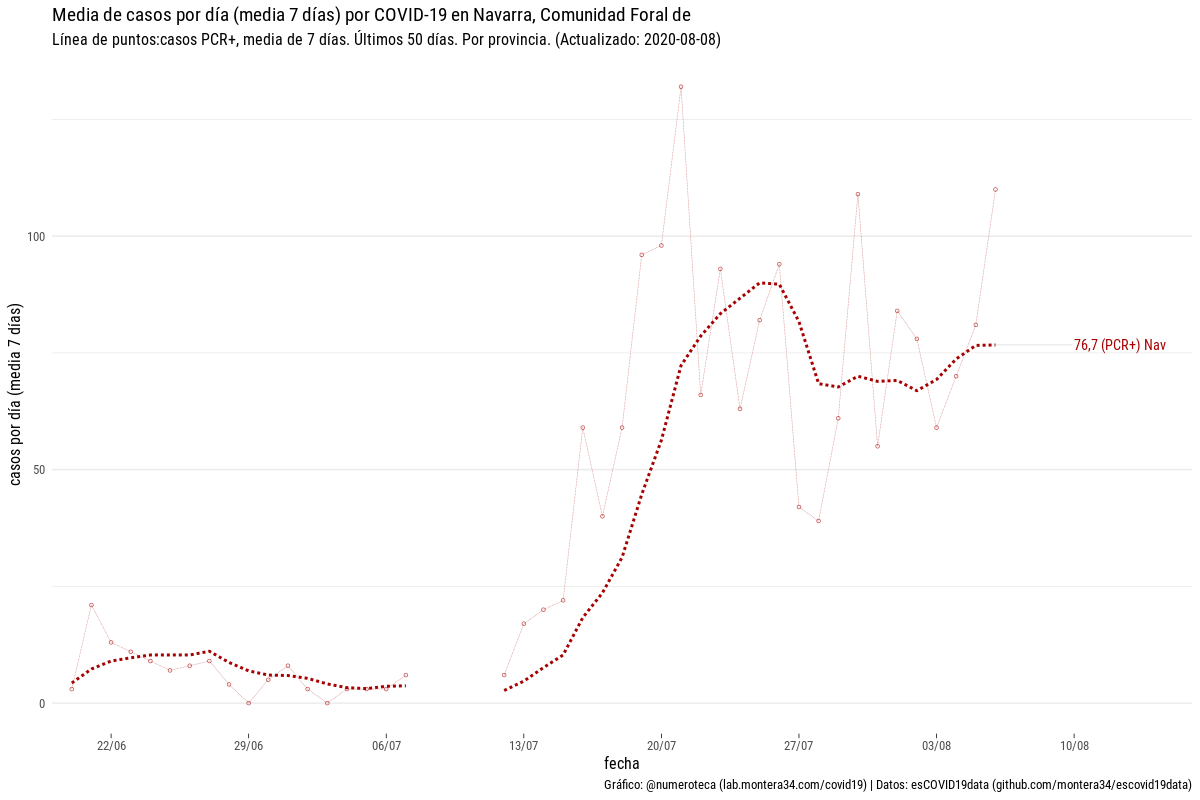 Media de casos por día (media 7 días) por COVID-19 en Navarra, Comunidad Foral de
Línea de puntos:casos PCR+, media de 7 días. Últimos 50 días. Por provincia. (Actualizado: 2020-08-08)
casos por día (media 7 días)
100
50
0
76,7 (PCR+) Nav
22/06
29/06
06/07
13/07
20/07
27/07
03/08
10/08
fecha
Gráfico: @numeroteca (lab.montera34.com/covid19) | Datos: esCOVID19data (github.com/montera34/escovid19data)